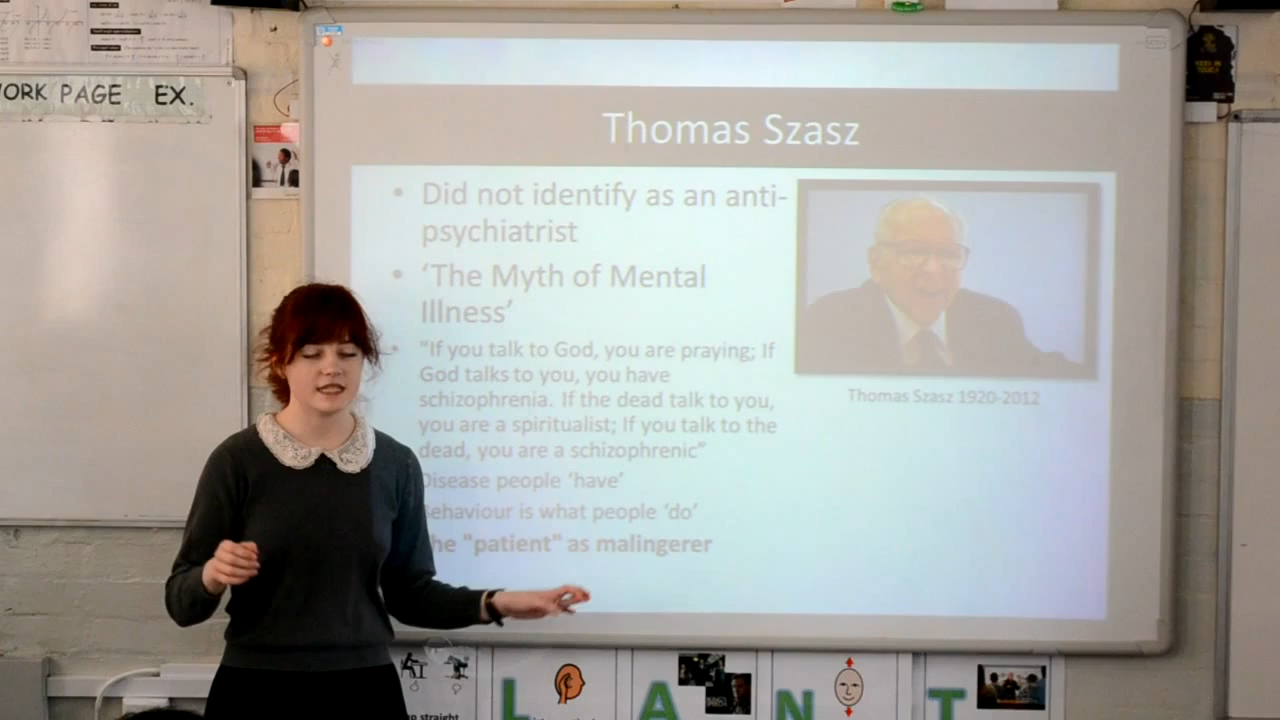 WORK PAGE EX.
Thomas Szasz
• Did not identify as an anti-
psychiatrist
• ‘The Myth of Mental
Illness’
• "If you talk to God, you are praying; If
God talks to you, you have
schizophrenia. If the dead talk to you,
you are a spiritualist; If you talk to the
dead, you are a schizophrenic”
Disease people ‘have’
Behaviour is what people ‘do’
The "patient" as malingerer
Thomas Szasz 1920-2012
straight
L A N T